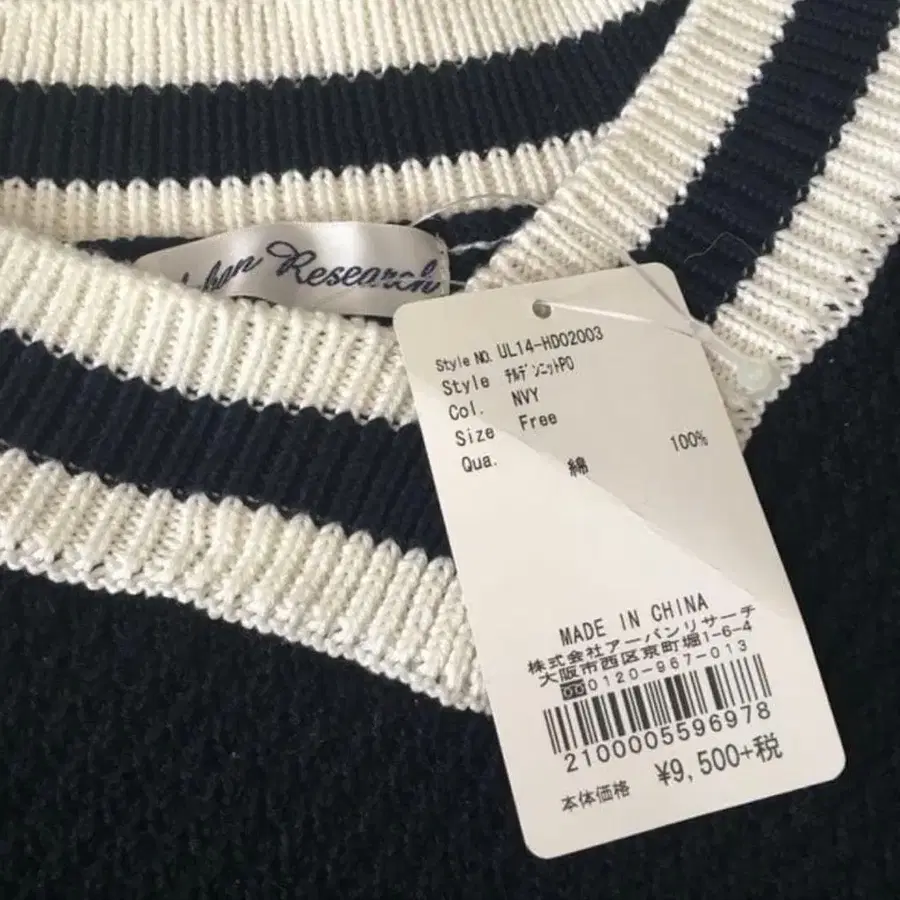 Research
Style NO. UL14-HD02003
Style ﾁﾙﾃﾞﾝﾆｯﾄPO
Col. NVY
Size Free
Qua. 綿 100%
MADE IN CHINA
株式会社アーバンリサーチ
大阪市西区京町堀1-6-4
0120-967-013
2100005596978
本体価格 ¥9,500+税